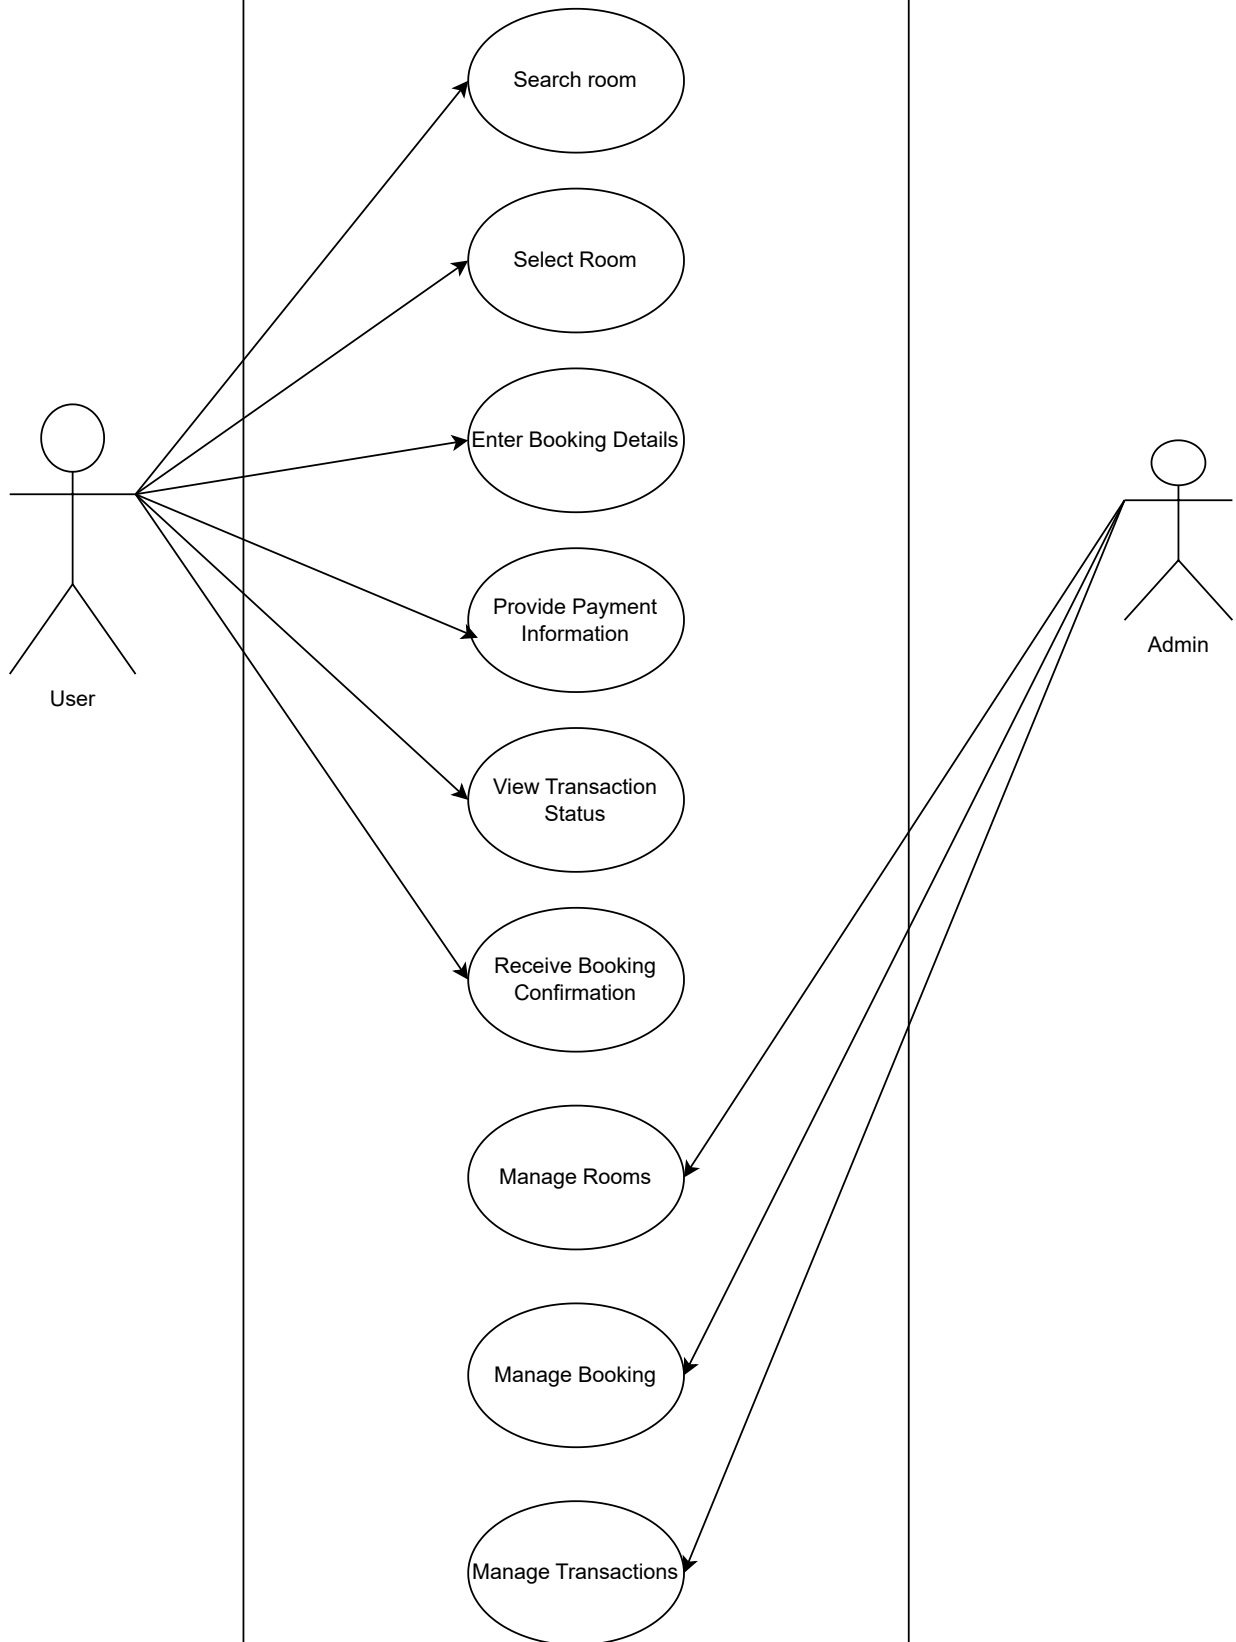 Search room
Select Room
Enter Booking Details
Provide Payment
Information
User
Admin
View Transaction
Status
Receive Booking
Confirmation
Manage Rooms
Manage Booking
Manage Transactions